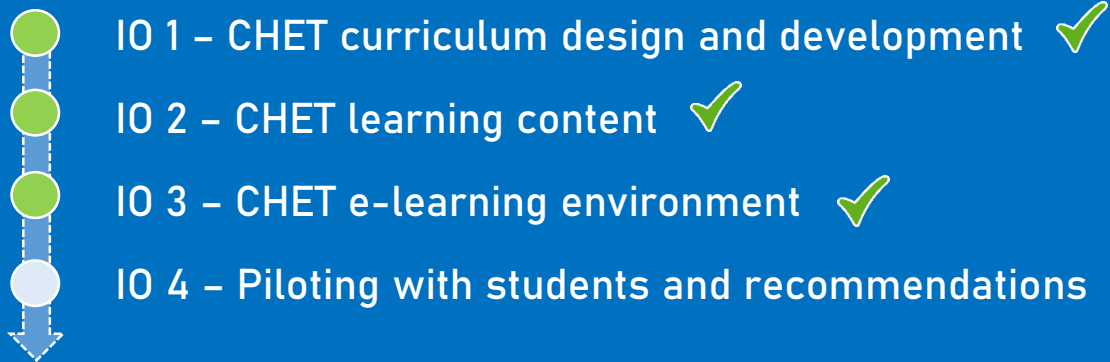 IO 1 – CHET curriculum design and development
IO 2 – CHET learning content
IO 3 – CHET e-learning environment
IO 4 – Piloting with students and recommendations